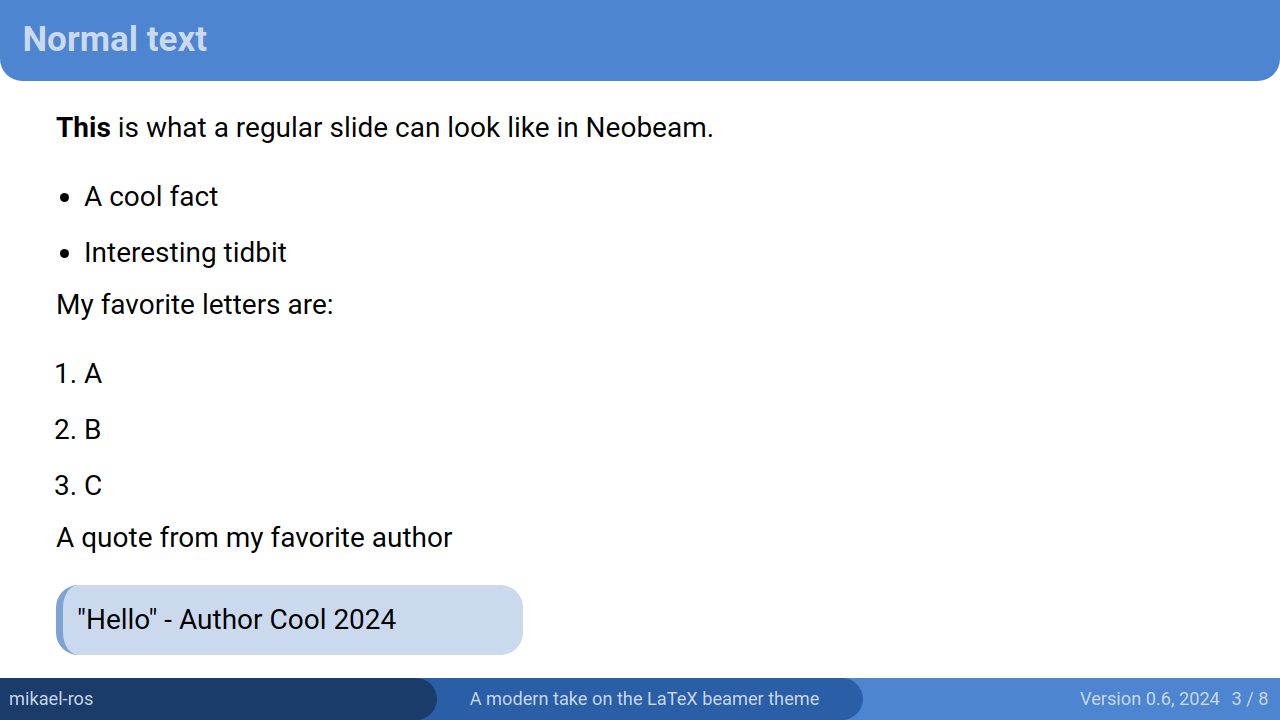 Normal text
This is what a regular slide can look like in Neobeam.
• A cool fact
• Interesting tidbit
My favorite letters are:
1. A
2. B
3. C
A quote from my favorite author
"Hello" - Author Cool 2024
mikael-ros
A modern take on the LaTeX beamer theme
Version 0.6, 2024 3 / 8